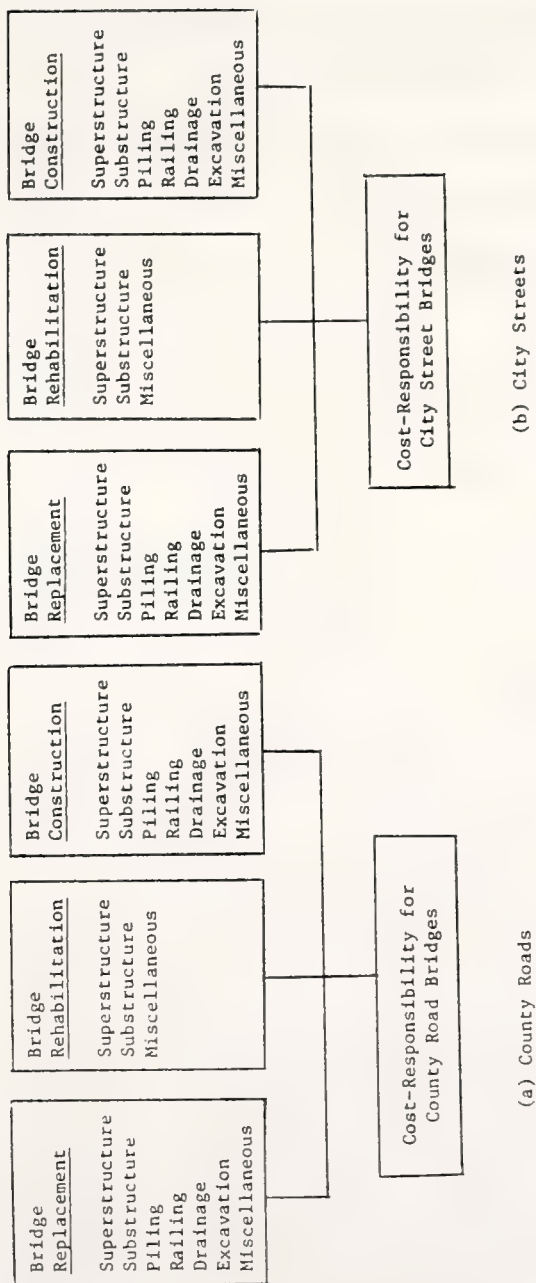 Bridge
Replacement
Superstructure
Substructure
Piling
Railing
Drainage
Excavation
Miscellaneous
Bridge
Rehabilitation
Superstructure
Substructure
Miscellaneous
Bridge
Construction
Superstructure
Substructure
Piling
Railing
Drainage
Excavation
Miscellaneous
Cost-Responsibility for
County Road Bridges
(a) County Roads
Bridge
Replacement
Superstructure
Substructure
Piling
Railing
Drainage
Excavation
Miscellaneous
Bridge
Rehabilitation
Superstructure
Substructure
Miscellaneous
Bridge
Construction
Superstructure
Substructure
Piling
Railing
Drainage
Excavation
Miscellaneous
Cost-Responsibility for
City Street Bridges
(b) City Streets